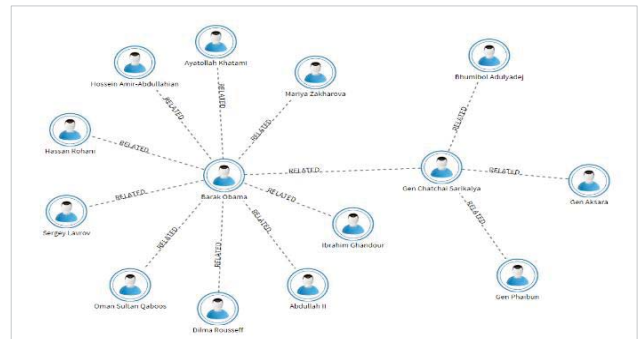 Ayatollah Khatami
Bhumibol Adulyadej
Hossein Amir-Abdullahian
Mariya Zakharova
RELATED
RELATED
RELATED
RELATED
RELATED
Hassan Rohani
RELATED
RELATED
RELATED
Barak Obama
Gen Chatchai Sarikalya
Gen Aksara
RELATED
RELATED
RELATED
Sergey Lavrov
Ibrahim Ghandour
RELATED
RELATED
RELATED
Oman Sultan Qaboos
Abdullah II
Gen Phaibun
Dilma Rousseff